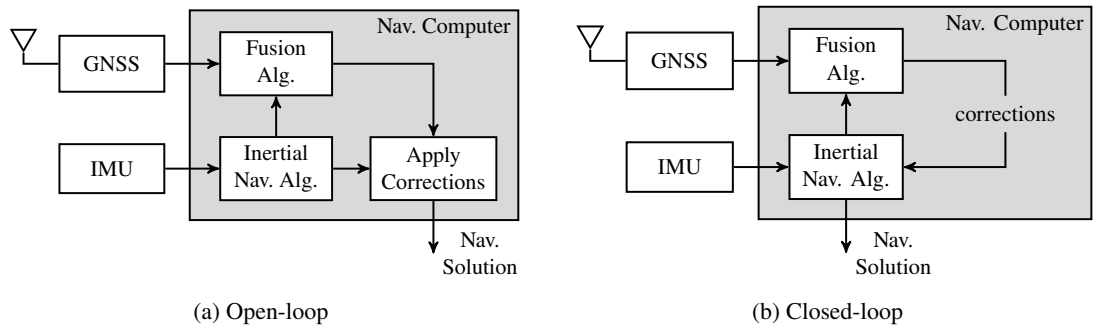 Nav. Computer
GNSS
Fusion
Alg.
IMU
Inertial
Nav. Alg.
Apply
Corrections
Nav.
Solution
(a) Open-loop
Nav. Computer
GNSS
Fusion
Alg.
corrections
IMU
Inertial
Nav. Alg.
Nav.
Solution
(b) Closed-loop